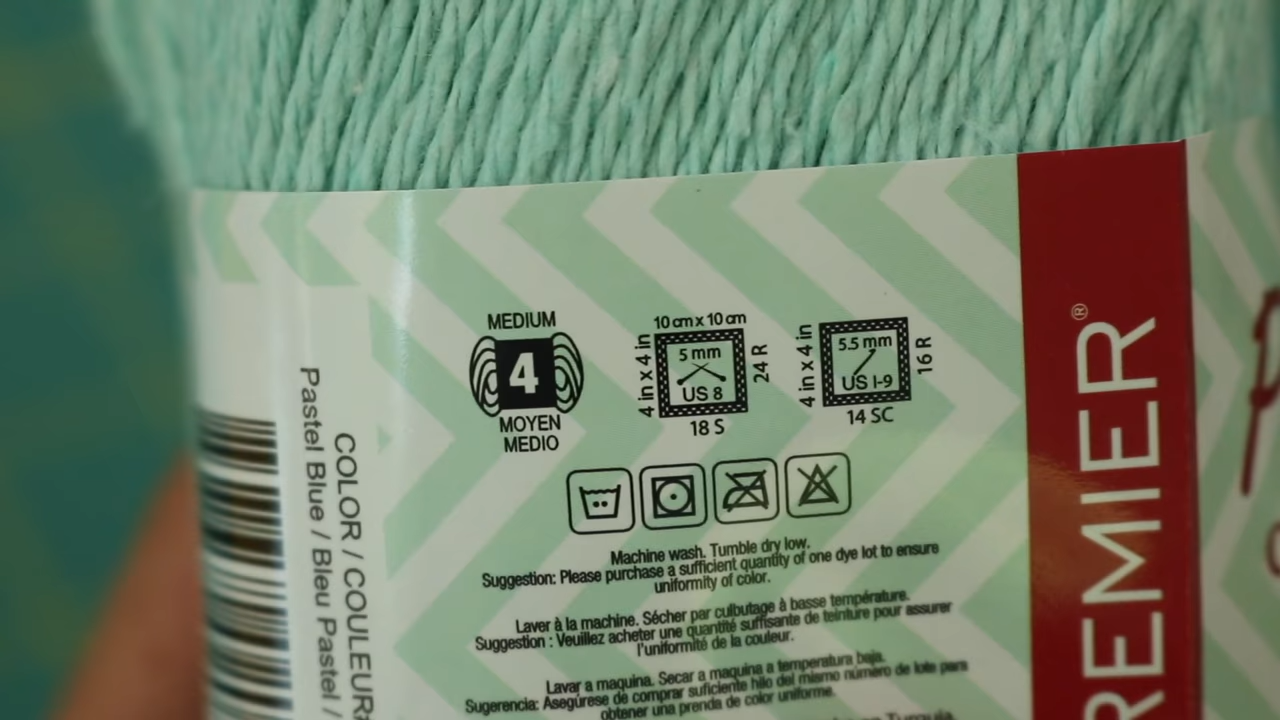 MEDIUM
4
MOYEN
MEDIO
10 cm x 10 cm
4 in x 4 in
5 mm
US 8
24 R
18 S
4 in x 4 in
5.5 mm
US I-9
16 R
14 SC
Machine wash. Tumble dry low.
Suggestion: Please purchase a sufficient quantity of one dye lot to ensure
uniformity of color.
Laver à la machine. Sécher par culbutage à basse température.
Suggestion : Veuillez acheter une quantité suffisante de teinture pour assurer
l'uniformité de la couleur.
Lavar a maquina. Secar a maquina a temperatura baja.
Sugerencia: Asegúrese de comprar suficiente hilo del mismo número de lote para
obtener una prenda de color uniforme.
Turquía.
COLOR / COULEUR
Pastel Blue / Bleu Pastel /
REMIER®